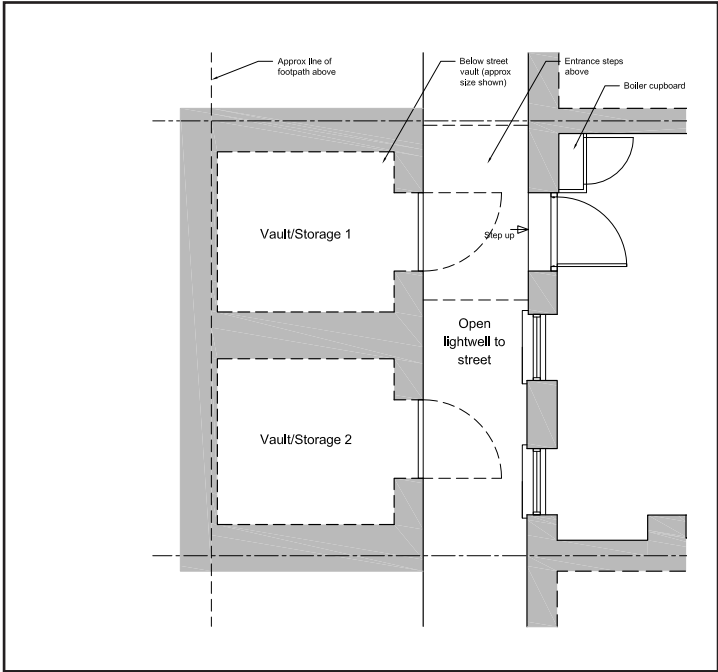 Approx line of
footpath above
Below street
vault (approx
size shown)
Entrance steps
above
Boiler cupboard
Vault/Storage 1
Step up
Open
lightwell to
street
Vault/Storage 2